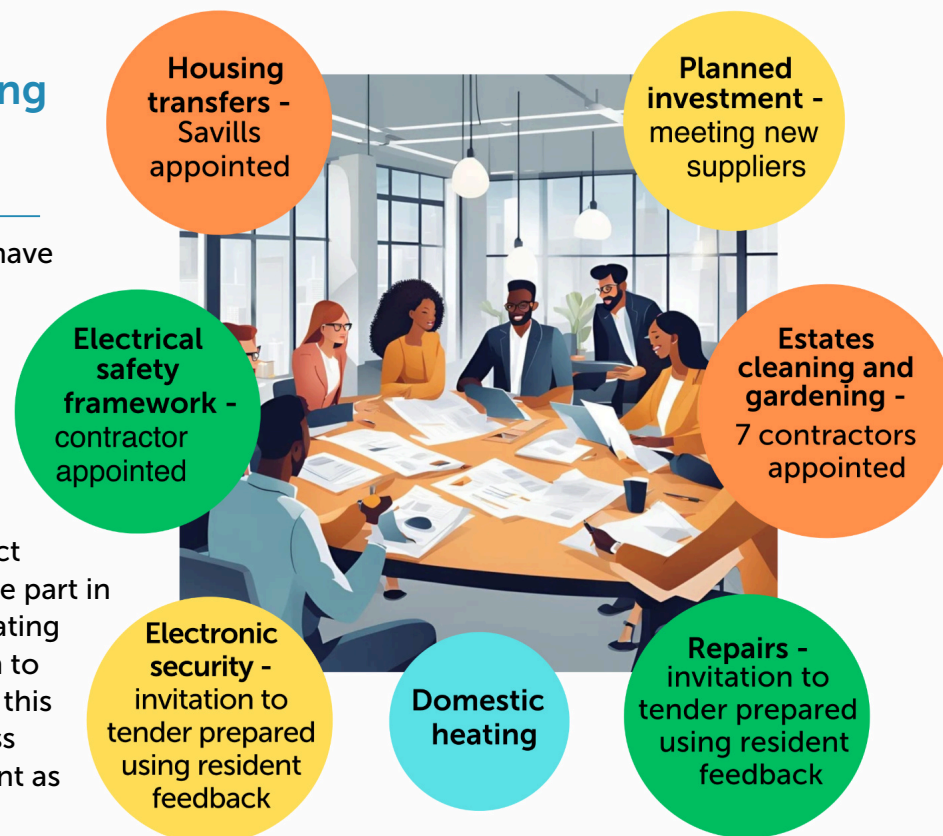 ng
have
ct
e part in
ating
n to
this
ss
nt as
Housing
transfers -
Savills
appointed
Planned
investment -
meeting new
suppliers
Electrical
safety
framework -
contractor
appointed
Estates
cleaning and
gardening -
7 contractors
appointed
Electronic
security -
invitation to
tender prepared
using resident
feedback
Domestic
heating
Repairs -
invitation to
tender prepared
using resident
feedback